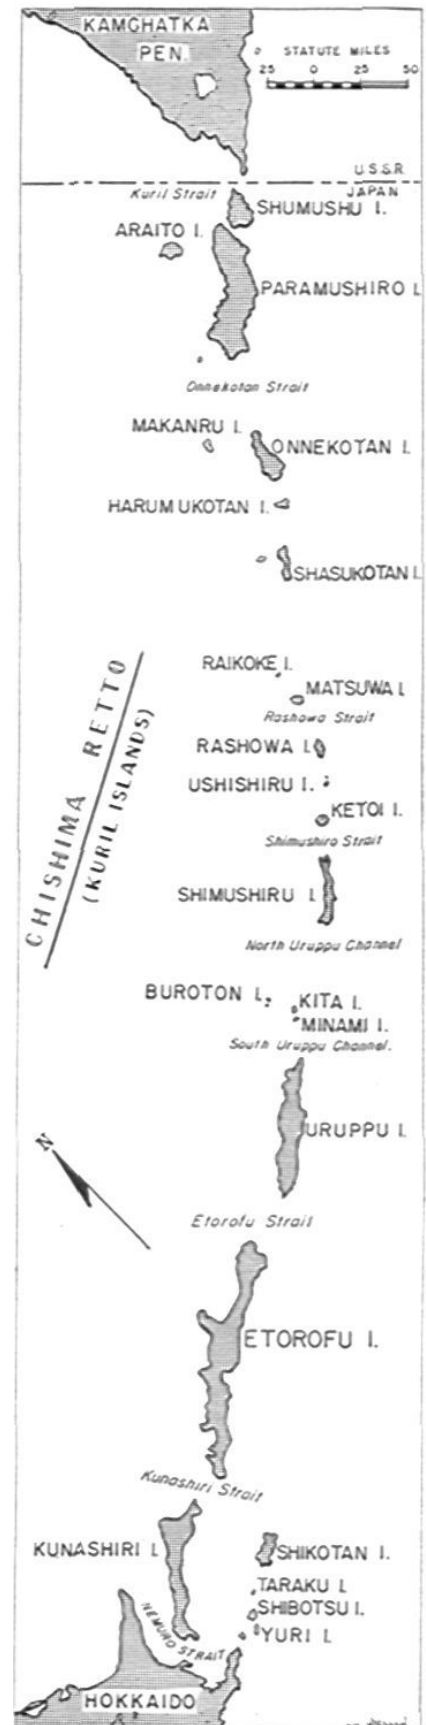 KAMCHATKA
PEN.
STATUTE MILES
25 0 25 50
U.S.S.R.
JAPAN
Kuril Strait
SHUMUSHU I.
ARAITO I.
PARAMUSHIRO I.
Onnekotan Strait
MAKANRU I.
ONNEKOTAN I.
HARUMUKOTAN I.
SHASUKOTAN I.
RAIKOKE I.
MATSUWA I.
Rashowa Strait
RASHOWA I.
USHISHIRU I.
KETOI I.
Shimushiro Strait
SHIMUSHIRU I.
CHISHIMA RETTO
(KURIL ISLANDS)
North Uruppu Channel
BUROTON I.
KITA I.
MINAMI I.
South Uruppu Channel.
URUPPU I.
N
Etorofu Strait
ETOROFU I.
Kunashiri Strait
KUNASHIRI I.
SHIKOTAN I.
TARAKU I.
SHIBOTSU I.
YURI I.
NEMURO STRAIT
HOKKAIDO